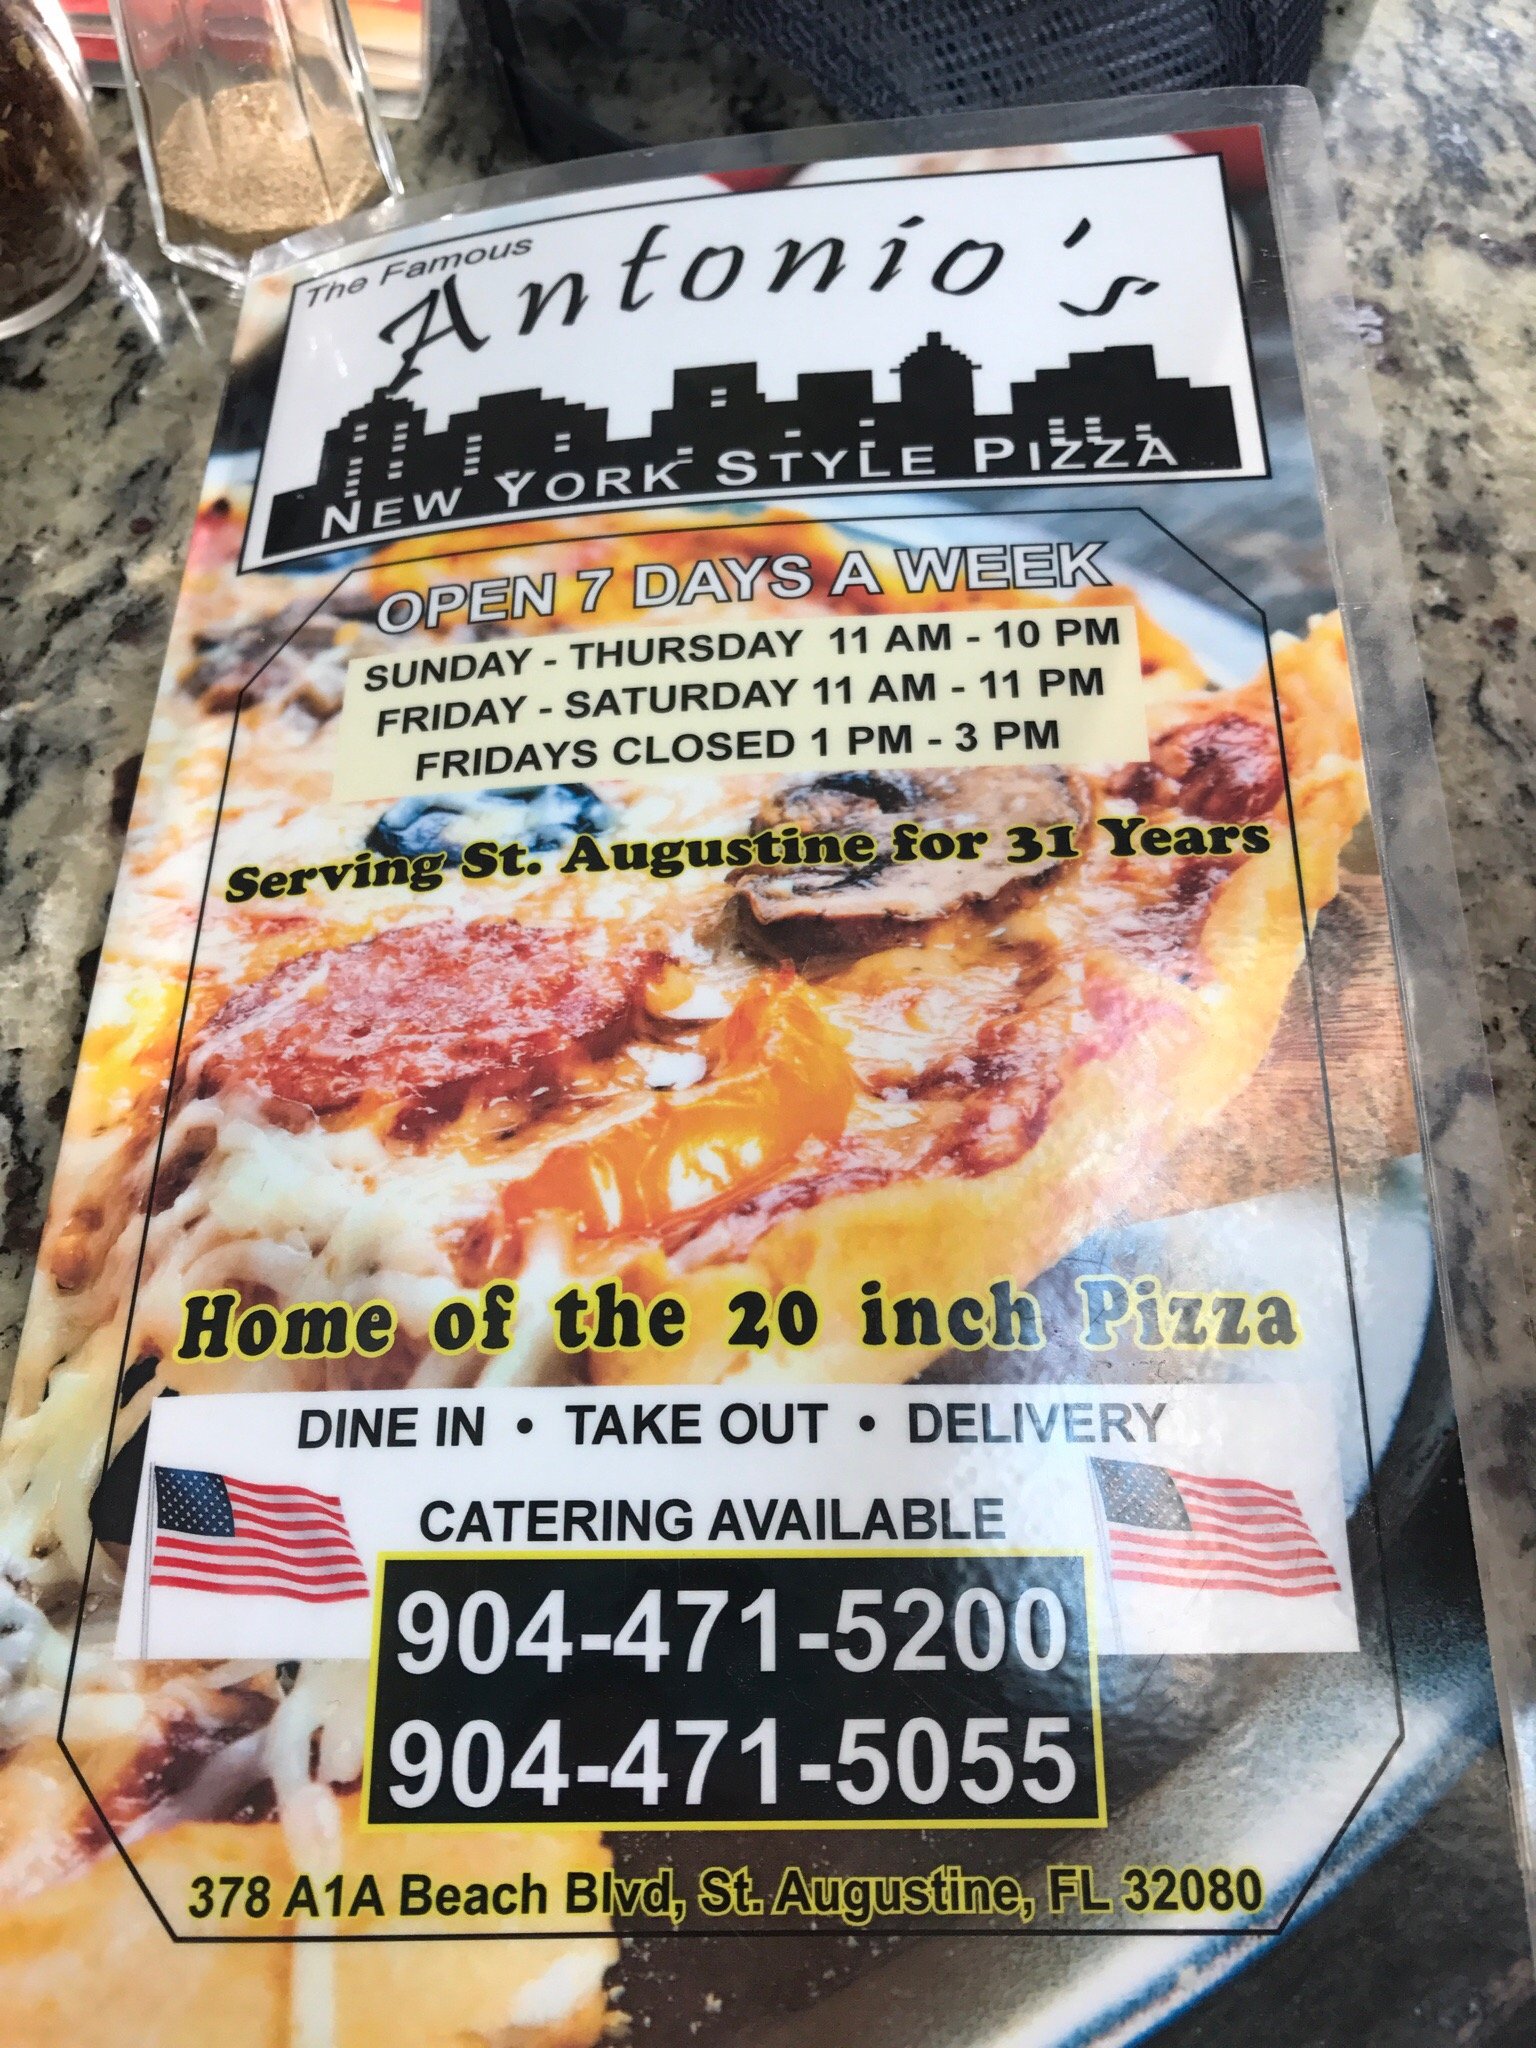 The Famous
Antonio's
NEW YORK STYLE PIZZA
OPEN 7 DAYS A WEEK
SUNDAY - THURSDAY 11 AM - 10 PM
FRIDAY - SATURDAY 11 AM - 11 PM
FRIDAYS CLOSED 1 PM - 3 PM
Serving St. Augustine for 31 Years
Home of the 20 inch Pizza
DINE IN • TAKE OUT • DELIVERY
CATERING AVAILABLE
904-471-5200
904-471-5055
378 A1A Beach Blvd, St. Augustine, FL 32080